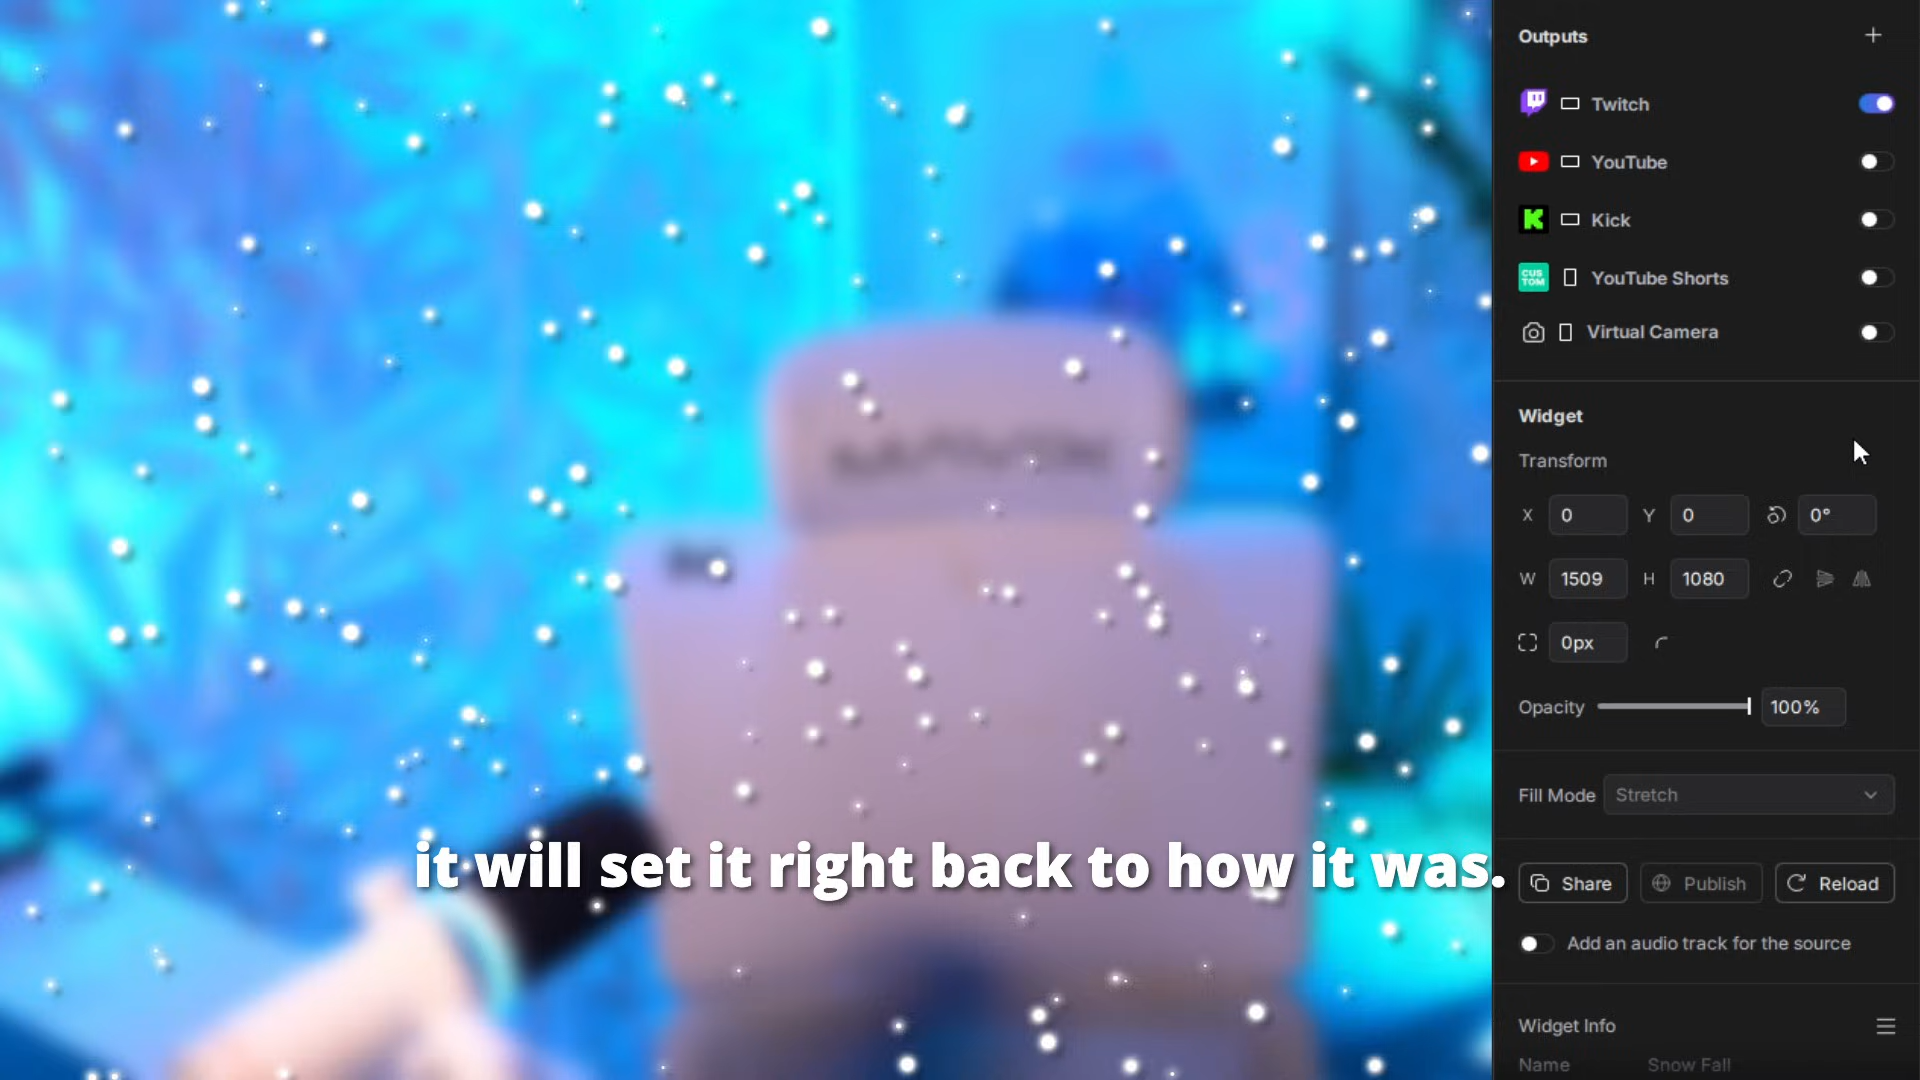 Outputs
Twitch
YouTube
Kick
CUSTOM YouTube Shorts
Virtual Camera
Widget
Transform
X 0 Y 0 0°
W 1509 H 1080
0px
Opacity 100%
Fill Mode Stretch
it will set it right back to how it was.
Share Publish Reload
Add an audio track for the source
Widget Info
Name Snow Fall